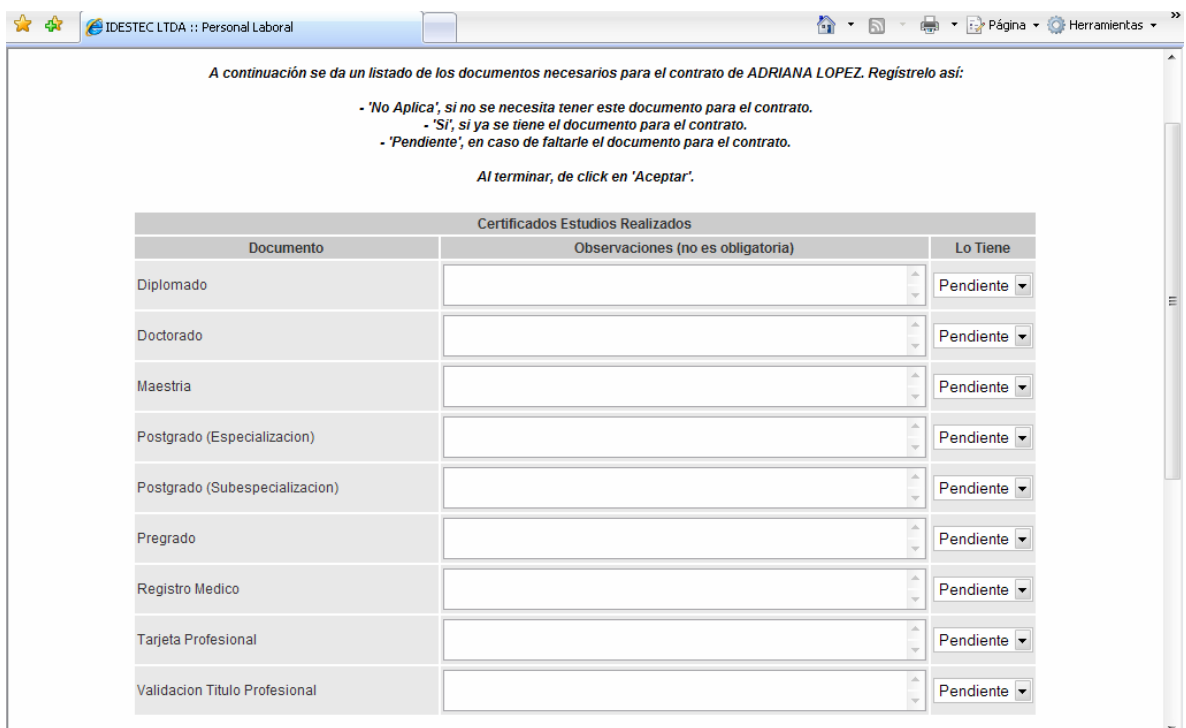 IDESTEC LTDA :: Personal Laboral
Página
Herramientas
»
A continuación se da un listado de los documentos necesarios para el contrato de ADRIANA LOPEZ. Regístrelo así:
- 'No Aplica', si no se necesita tener este documento para el contrato.
- 'Si', si ya se tiene el documento para el contrato.
- 'Pendiente', en caso de faltarle el documento para el contrato.
Al terminar, de click en 'Aceptar'.
Certificados Estudios Realizados
Documento Observaciones (no es obligatoria) Lo Tiene
Diplomado Pendiente
Doctorado Pendiente
Maestria Pendiente
Postgrado (Especializacion) Pendiente
Postgrado (Subespecializacion) Pendiente
Pregrado Pendiente
Registro Medico Pendiente
Tarjeta Profesional Pendiente
Validacion Titulo Profesional Pendiente